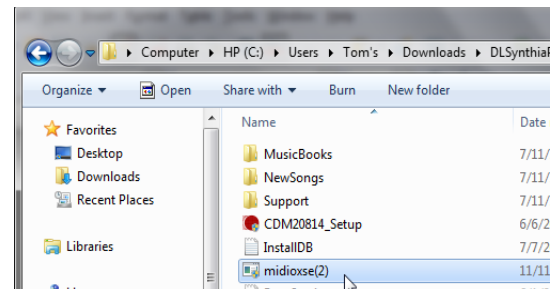 Computer HP (C:) Users Tom's Downloads DLSynthia
Organize Open Share with Burn New folder
Favorites
Desktop
Downloads
Recent Places
Libraries
Name Date
MusicBooks 7/11/
NewSongs 7/11/
Support 7/11/
CDM20814_Setup 6/6/2
InstallDB 7/7/2
midioxse(2) 11/11